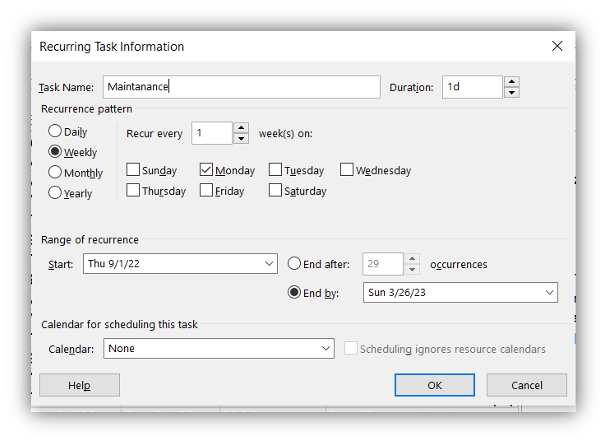 Recurring Task Information
Task Name: Maintanance Duration: 1d
Recurrence pattern
Daily Recur every 1 week(s) on:
Weekly Sunday Monday Tuesday Wednesday
Monthly Thursday Friday Saturday
Yearly
Range of recurrence
Start: Thu 9/1/22 End after: 29 occurrences
End by: Sun 3/26/23
Calendar for scheduling this task
Calendar: None Scheduling ignores resource calendars
Help OK Cancel